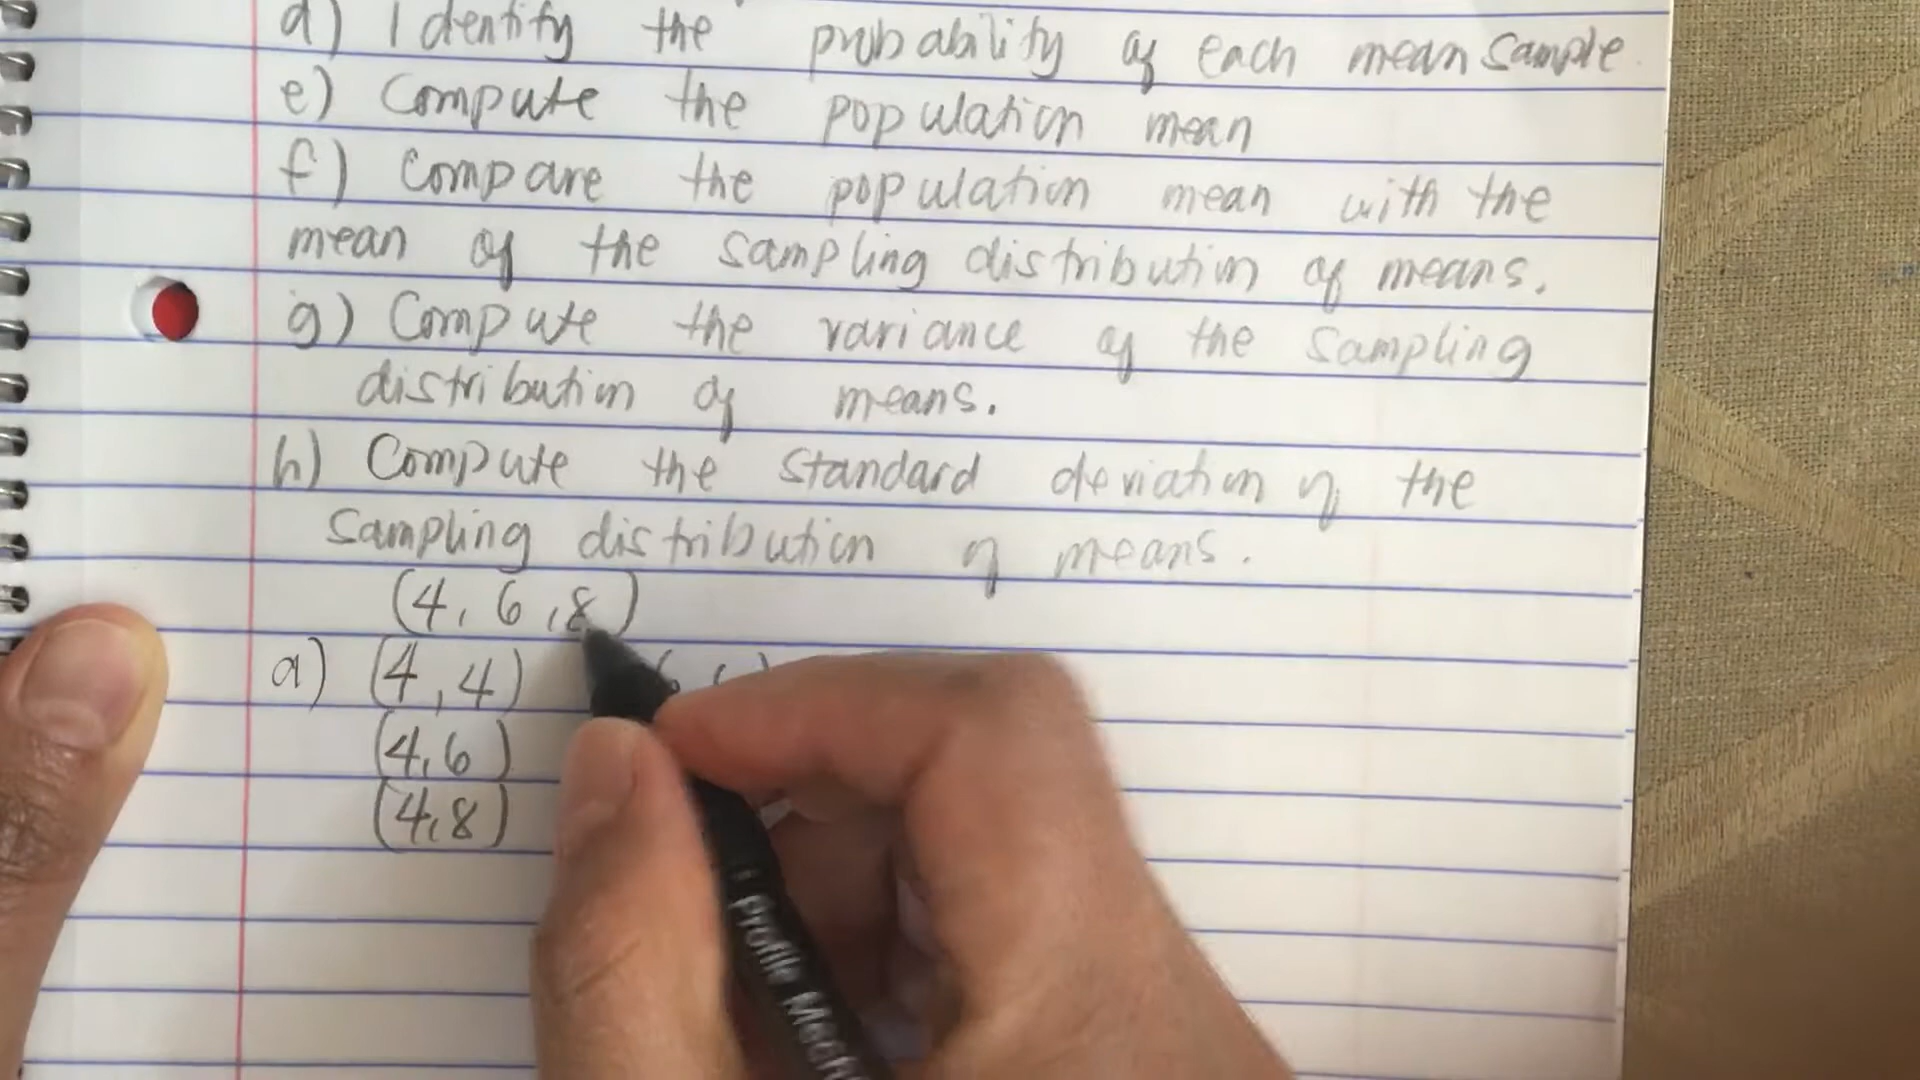 d) Identify the probability of each mean sample
e) Compute the population mean
f) Compare the population mean with the
mean of the sampling distribution of means.
g) Compute the variance of the sampling
distribution of means.
h) Compute the standard deviation of the
sampling distribution of means.
(4, 6, 8)
a) (4, 4)
(4, 6)
(4, 8)
Profile